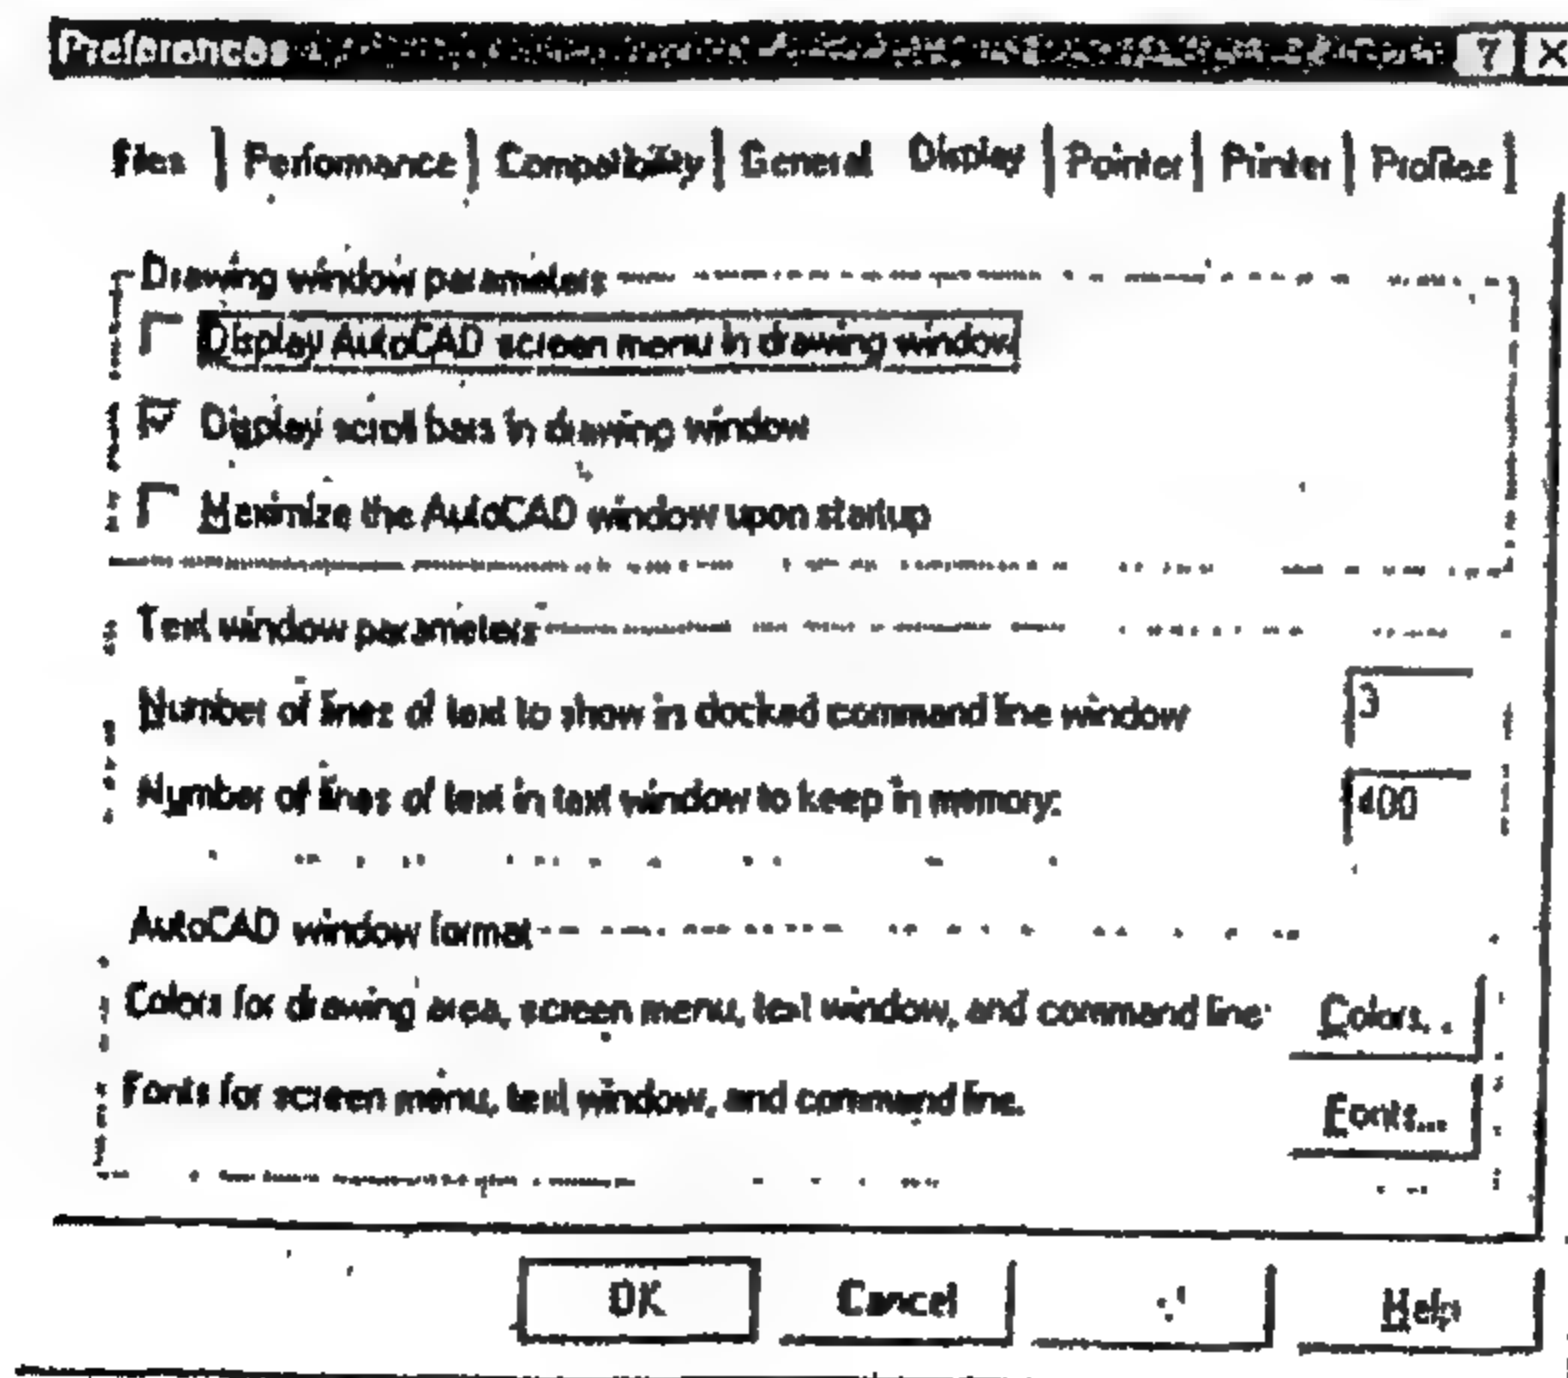 Preferences ? ×
Files Performance Compatibility General Display Pointer Printer Profiles
Drawing window parameters
Display AutoCAD screen menu in drawing window
Display scroll bars in drawing window
Maximize the AutoCAD window upon startup
Text window parameters
Number of lines of text to show in docked command line window 3
Number of lines of text in text window to keep in memory: 400
AutoCAD window format
Colors for drawing area, screen menu, text window, and command line: Colors...
Fonts for screen menu, text window, and command line. Fonts...
OK Cancel Help